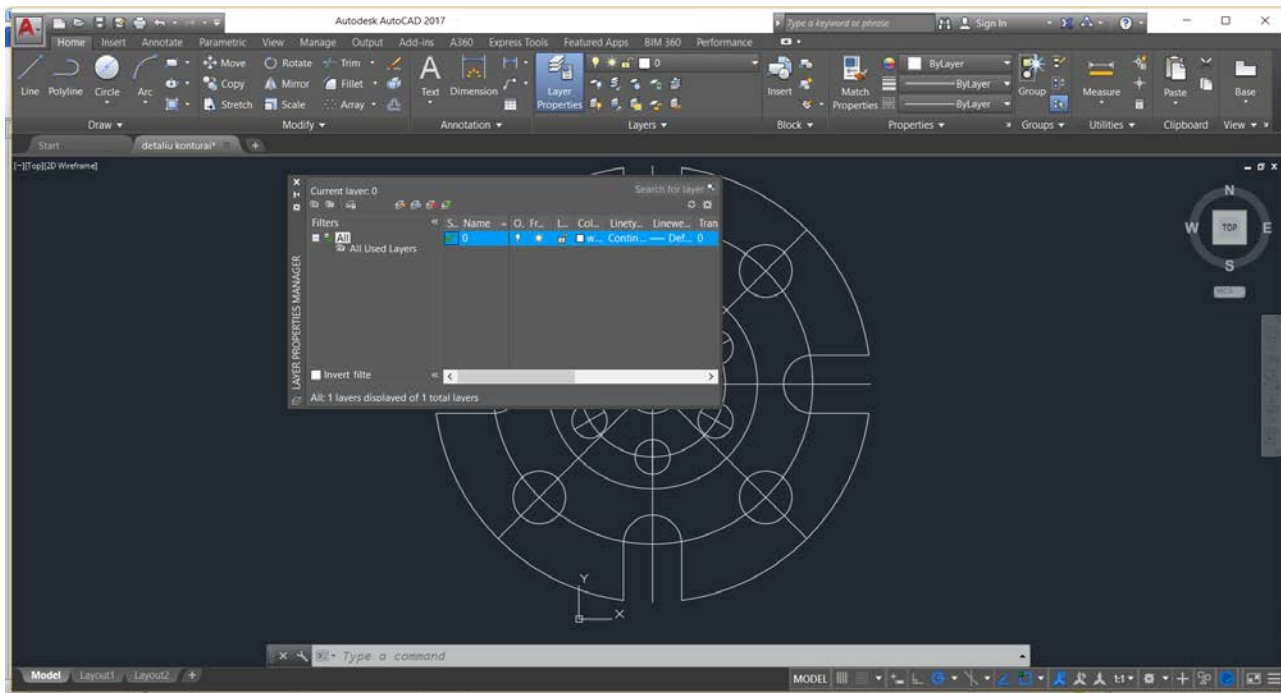 Autodesk AutoCAD 2017
Type a keyword or phrase
Sign In
Home Insert Annotate Parametric View Manage Output Add-ins A360 Express Tools Featured Apps BIM 360 Performance
Line Polyline Circle Arc
Move Rotate Trim
Copy Mirror Fillet
Stretch Scale Array
Text Dimension
Layer Properties
0
Insert
Match Properties
ByLayer
ByLayer
ByLayer
Group
Measure
Paste
Base
Draw Modify Annotation Layers Block Properties Groups Utilities Clipboard View
Start detaliu konturai* +
[−][Top][2D Wireframe]
Current layer: 0
Search for layer
Filters
S.. Name O. Fr... L... Col... Linety... Linewe... Tran
All
0 w... Contin... Def... 0
All Used Layers
LAYER PROPERTIES MANAGER
Invert filte
All: 1 layers displayed of 1 total layers
N
W TOP E
S
Y
X
Type a command
Model Layout1 Layout2 +
MODEL
1:1